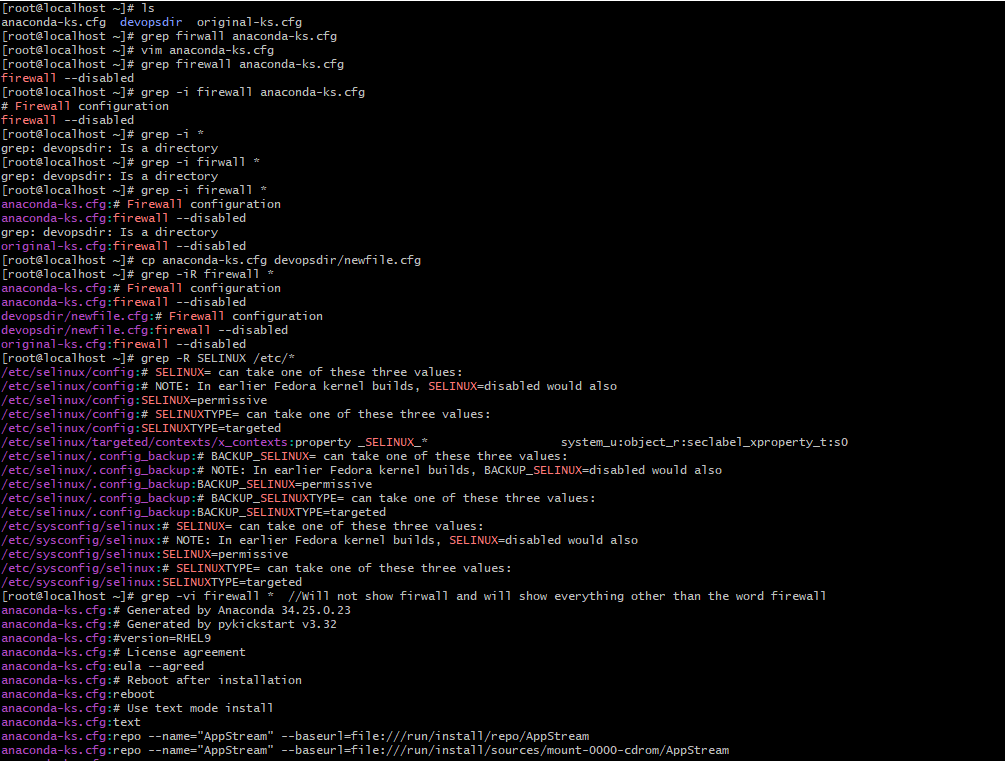 [root@localhost ~]# ls
anaconda-ks.cfg  devopsdir  original-ks.cfg
[root@localhost ~]# grep firwall anaconda-ks.cfg
[root@localhost ~]# vim anaconda-ks.cfg
[root@localhost ~]# grep firewall anaconda-ks.cfg
firewall --disabled
[root@localhost ~]# grep -i firewall anaconda-ks.cfg
# Firewall configuration
firewall --disabled
[root@localhost ~]# grep -i *
grep: devopsdir: Is a directory
[root@localhost ~]# grep -i firwall *
grep: devopsdir: Is a directory
[root@localhost ~]# grep -i firewall *
anaconda-ks.cfg:# Firewall configuration
anaconda-ks.cfg:firewall --disabled
grep: devopsdir: Is a directory
original-ks.cfg:firewall --disabled
[root@localhost ~]# cp anaconda-ks.cfg devopsdir/newfile.cfg
[root@localhost ~]# grep -iR firewall *
anaconda-ks.cfg:# Firewall configuration
anaconda-ks.cfg:firewall --disabled
devopsdir/newfile.cfg:# Firewall configuration
devopsdir/newfile.cfg:firewall --disabled
original-ks.cfg:firewall --disabled
[root@localhost ~]# grep -R SELINUX /etc/*
/etc/selinux/config:# SELINUX= can take one of these three values:
/etc/selinux/config:# NOTE: In earlier Fedora kernel builds, SELINUX=disabled would also
/etc/selinux/config:SELINUX=permissive
/etc/selinux/config:# SELINUXTYPE= can take one of these three values:
/etc/selinux/config:SELINUXTYPE=targeted
/etc/selinux/targeted/contexts/x_contexts:property _SELINUX_*                   system_u:object_r:seclabel_xproperty_t:s0
/etc/selinux/.config_backup:# BACKUP_SELINUX= can take one of these three values:
/etc/selinux/.config_backup:# NOTE: In earlier Fedora kernel builds, BACKUP_SELINUX=disabled would also
/etc/selinux/.config_backup:BACKUP_SELINUX=permissive
/etc/selinux/.config_backup:# BACKUP_SELINUXTYPE= can take one of these three values:
/etc/selinux/.config_backup:BACKUP_SELINUXTYPE=targeted
/etc/sysconfig/selinux:# SELINUX= can take one of these three values:
/etc/sysconfig/selinux:# NOTE: In earlier Fedora kernel builds, SELINUX=disabled would also
/etc/sysconfig/selinux:SELINUX=permissive
/etc/sysconfig/selinux:# SELINUXTYPE= can take one of these three values:
/etc/sysconfig/selinux:SELINUXTYPE=targeted
[root@localhost ~]# grep -vi firewall *  //Will not show firwall and will show everything other than the word firewall
anaconda-ks.cfg:# Generated by Anaconda 34.25.0.23
anaconda-ks.cfg:# Generated by pykickstart v3.32
anaconda-ks.cfg:#version=RHEL9
anaconda-ks.cfg:# License agreement
anaconda-ks.cfg:eula --agreed
anaconda-ks.cfg:# Reboot after installation
anaconda-ks.cfg:reboot
anaconda-ks.cfg:# Use text mode install
anaconda-ks.cfg:text
anaconda-ks.cfg:repo --name="AppStream" --baseurl=file:///run/install/repo/AppStream
anaconda-ks.cfg:repo --name="AppStream" --baseurl=file:///run/install/sources/mount-0000-cdrom/AppStream